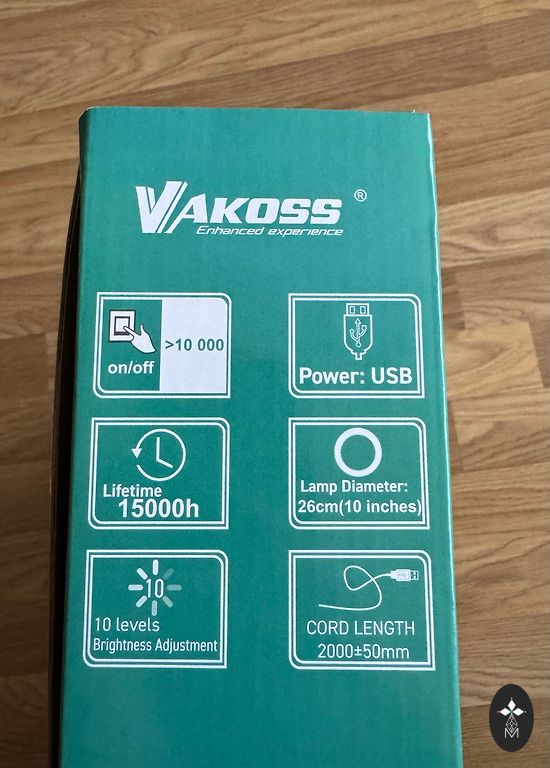 VAKOSS ®
Enhanced experience
>10 000
on/off
Power: USB
Lifetime
15000h
Lamp Diameter:
26cm(10 inches)
10
10 levels
Brightness Adjustment
CORD LENGTH
2000±50mm
M